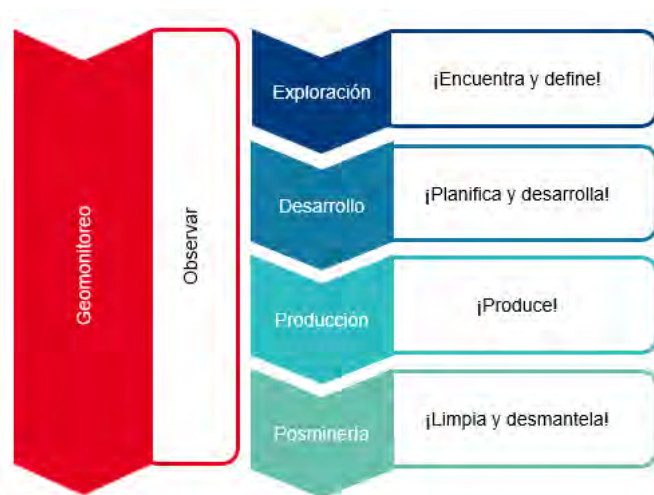 Geomonitoreo
Observar
Exploración
¡Encuentra y define!
Desarrollo
¡Planifica y desarrolla!
Producción
¡Produce!
Posminería
¡Limpia y desmantela!